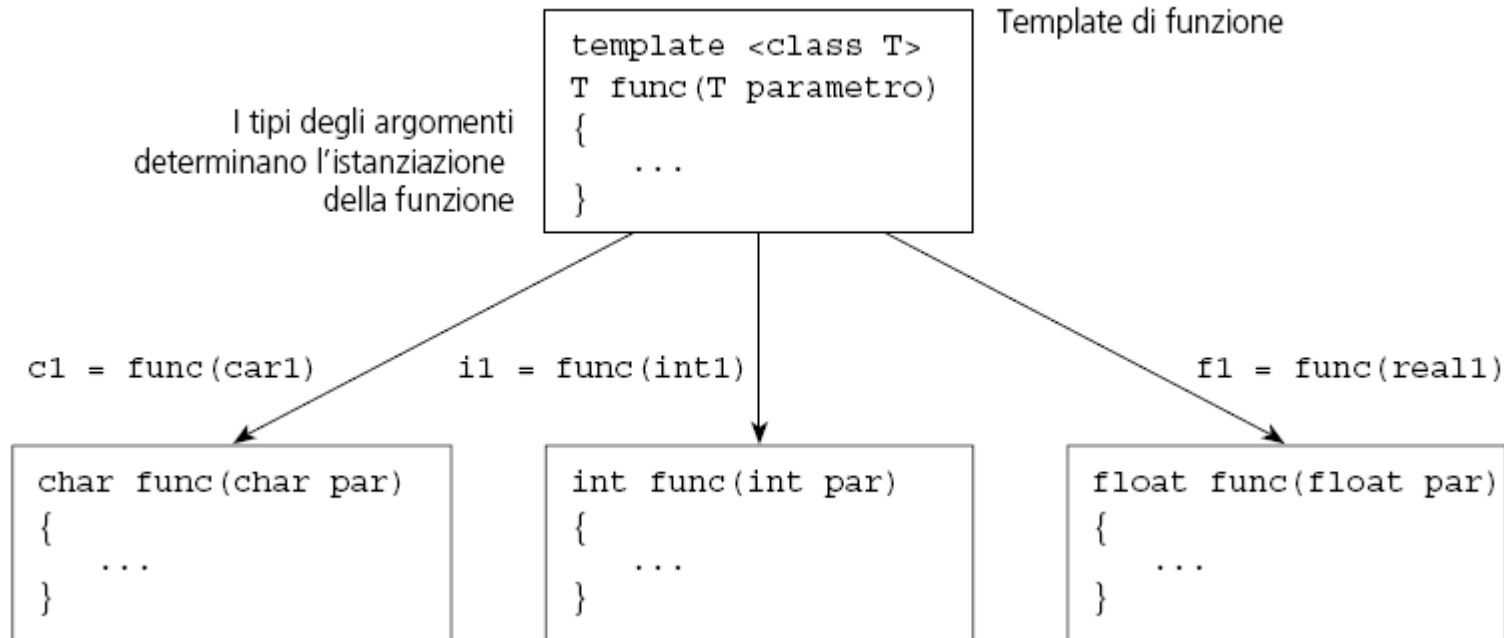 Template di funzione
template <class T>
T func(T parametro)
{
...
}
I tipi degli argomenti
determinano l'istanziazione
della funzione
c1 = func(car1)
i1 = func(int1)
f1 = func(real1)
char func(char par)
{
...
}
int func(int par)
{
...
}
float func(float par)
{
...
}